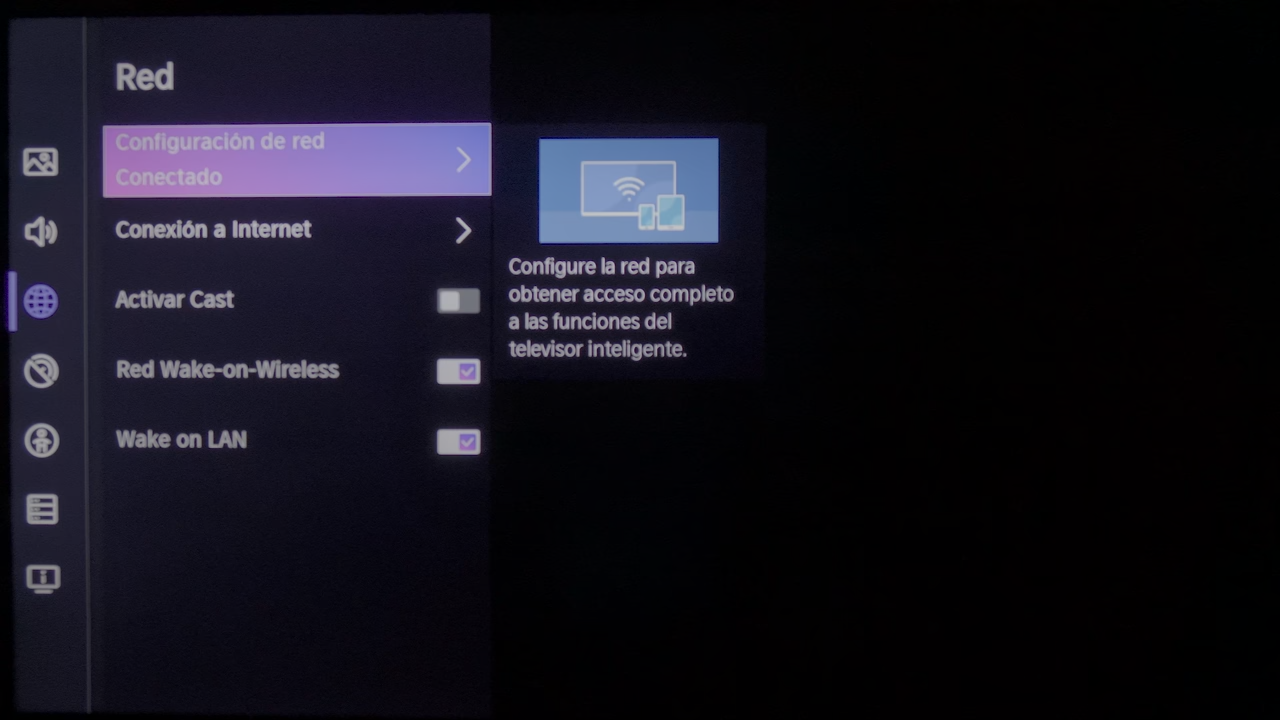 Red
Configuración de red
Conectado
Conexión a Internet
Activar Cast
Red Wake-on-Wireless
Wake on LAN
Configure la red para
obtener acceso completo
a las funciones del
televisor inteligente.